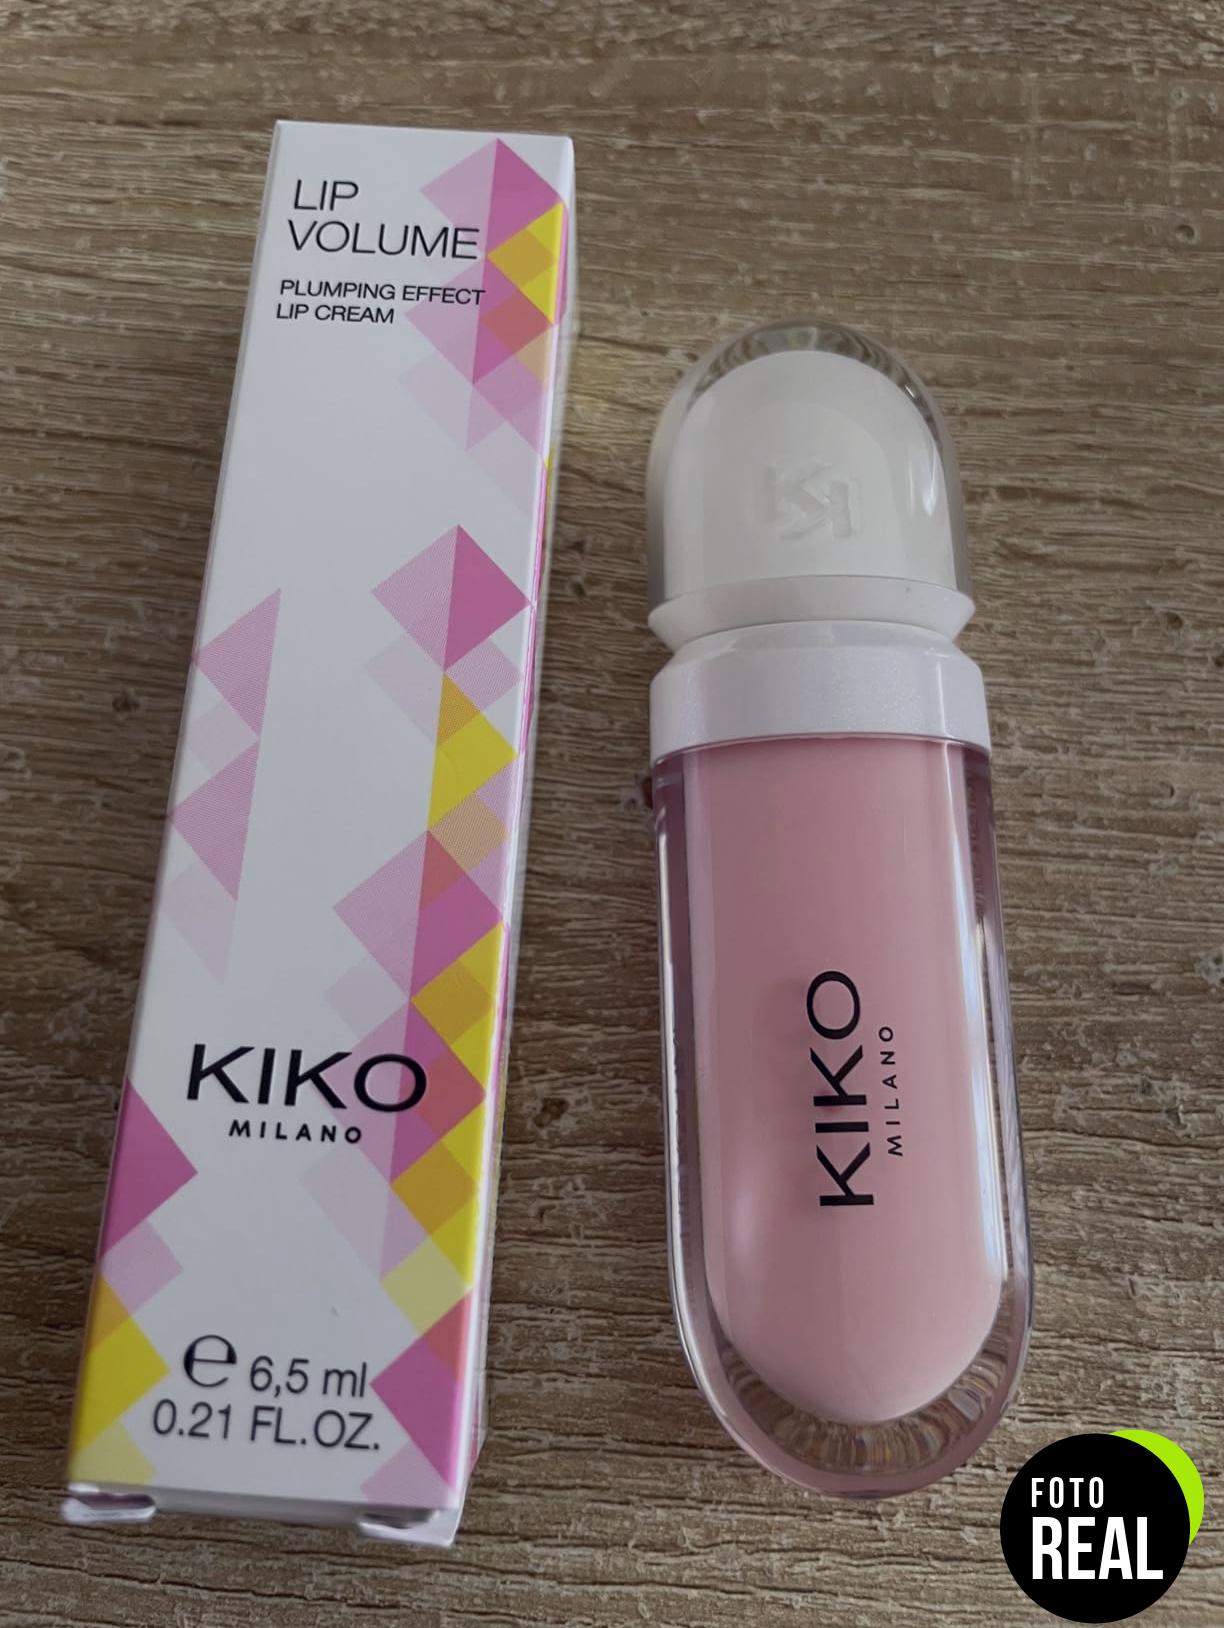 LIP
VOLUME
PLUMPING EFFECT
LIP CREAM
KIKO
MILANO
e 6,5 ml
0.21 FL.OZ.
KIKO
MILANO
FOTO
REAL